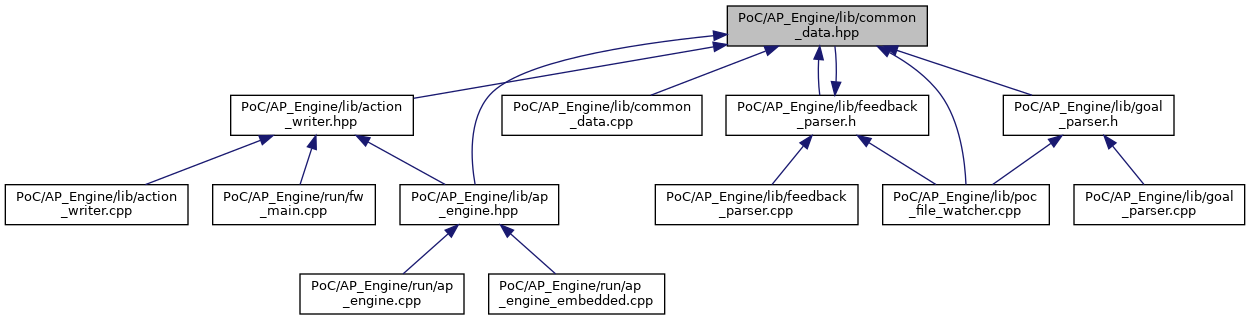 PoC/AP_Engine/lib/common
_data.hpp
PoC/AP_Engine/lib/action
_writer.hpp
PoC/AP_Engine/lib/common
_data.cpp
PoC/AP_Engine/lib/feedback
_parser.h
PoC/AP_Engine/lib/goal
_parser.h
PoC/AP_Engine/lib/action
_writer.cpp
PoC/AP_Engine/run/fw
_main.cpp
PoC/AP_Engine/lib/ap
_engine.hpp
PoC/AP_Engine/lib/feedback
_parser.cpp
PoC/AP_Engine/lib/poc
_file_watcher.cpp
PoC/AP_Engine/lib/goal
_parser.cpp
PoC/AP_Engine/run/ap
_engine.cpp
PoC/AP_Engine/run/ap
_engine_embedded.cpp